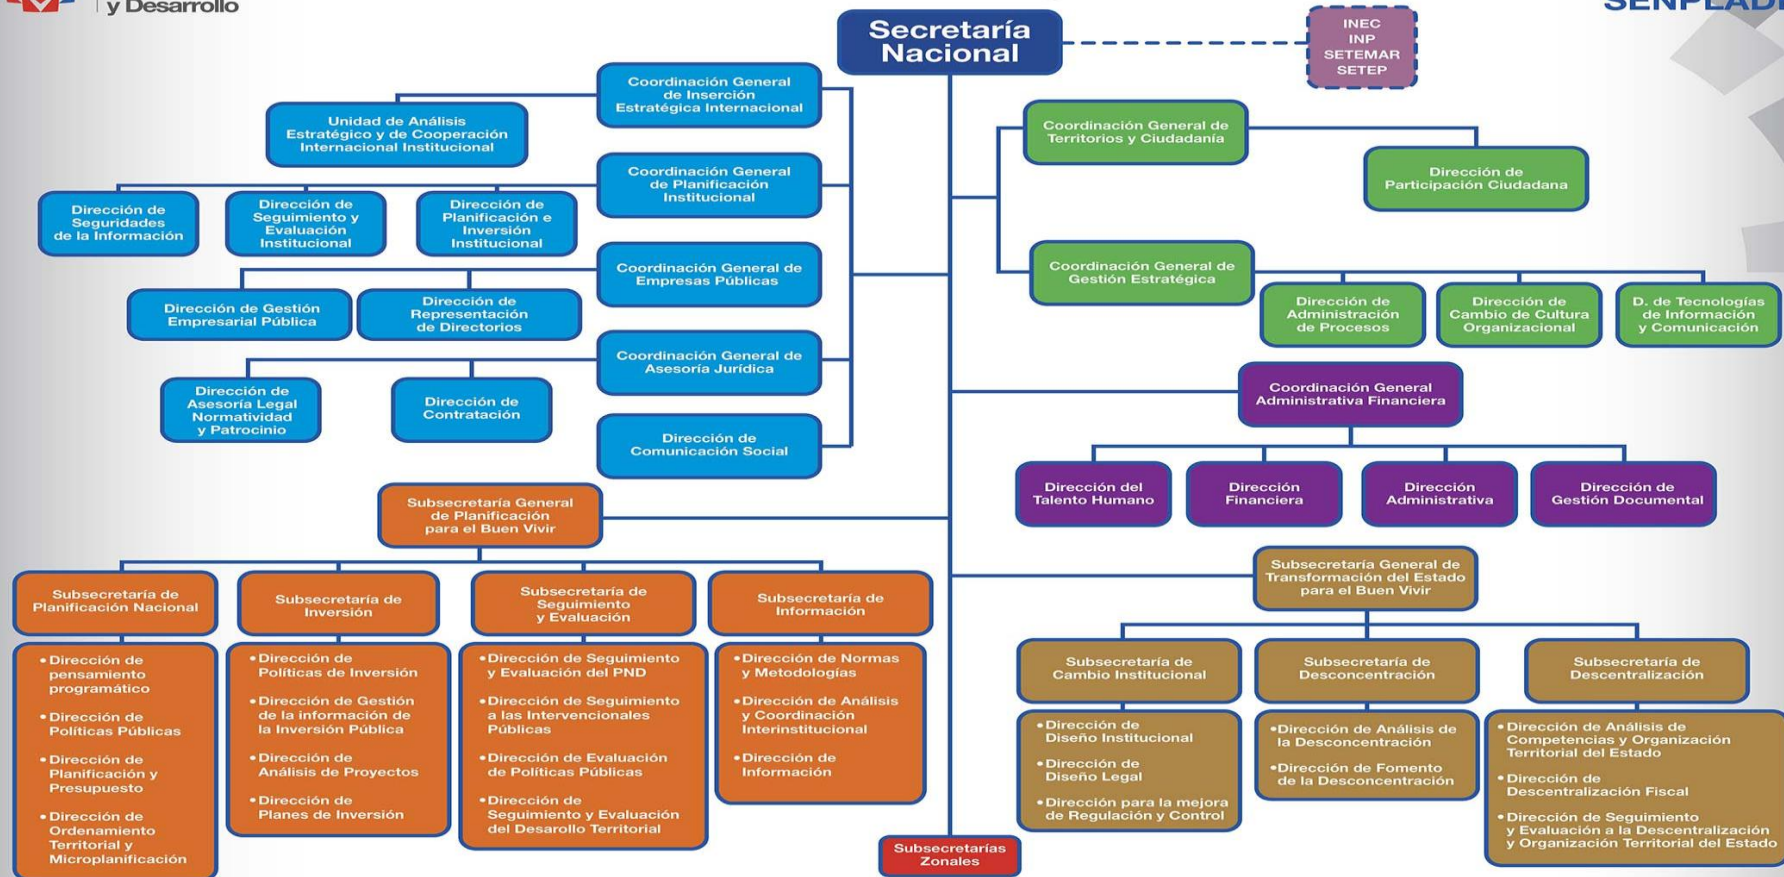 y Desarrollo
Secretaría
Nacional
INEC
INP
SETEMAR
SETEP
Coordinación General
de Inserción
Estratégica Internacional
Unidad de Análisis
Estratégico y de Cooperación
Internacional Institucional
Coordinación General
de Planificación
Institucional
Dirección de
Seguridades
de la Información
Dirección de
Seguimiento y
Evaluación
Institucional
Dirección de
Planificación e
Inversión
Institucional
Coordinación General de
Empresas Públicas
Dirección de Gestión
Empresarial Pública
Dirección de
Representación
de Directorios
Coordinación General de
Asesoría Jurídica
Dirección de
Asesoría Legal
Normatividad
y Patrocinio
Dirección de
Contratación
Dirección de
Comunicación Social
Coordinación General de
Territorios y Ciudadanía
Dirección de
Participación Ciudadana
Coordinación General de
Gestión Estratégica
Dirección de
Administración
de Procesos
Dirección de
Cambio de Cultura
Organizacional
D. de Tecnologías
de Información
y Comunicación
Coordinación General
Administrativa Financiera
Dirección del
Talento Humano
Dirección
Financiera
Dirección
Administrativa
Dirección de
Gestión Documental
Subsecretaría General
de Planificación
para el Buen Vivir
Subsecretaría de
Planificación Nacional
•Dirección de
pensamiento
programático
•Dirección de
Políticas Públicas
•Dirección de
Planificación y
Presupuesto
•Dirección de
Ordenamiento
Territorial y
Microplanificación
Subsecretaría de
Inversión
•Dirección de
Políticas de Inversión
•Dirección de Gestión
de la información de
la Inversión Pública
•Dirección de
Análisis de Proyectos
•Dirección de
Planes de Inversión
Subsecretaría de
Seguimiento
y Evaluación
•Dirección de Seguimiento
y Evaluación del PND
•Dirección de Seguimiento
a las Intervencionales
Públicas
•Dirección de Evaluación
de Políticas Públicas
•Dirección de
Seguimiento y Evaluación
del Desarollo Territorial
Subsecretaría de
Información
•Dirección de Normas
y Metodologías
•Dirección de Análisis
y Coordinación
Interinstitucional
•Dirección de
Información
Subsecretaría General de
Transformación del Estado
para el Buen Vivir
Subsecretaría de
Cambio Institucional
•Dirección de
Diseño Institucional
•Dirección de
Diseño Legal
•Dirección para la mejora
de Regulación y Control
Subsecretaría de
Desconcentración
•Dirección de Análisis de
la Desconcentración
•Dirección de Fomento
de la Desconcentración
Subsecretaría de
Descentralización
•Dirección de Análisis de
Competencias y Organización
Territorial del Estado
•Dirección de
Descentralización Fiscal
•Dirección de Seguimiento
y Evaluación a la Descentralización
y Organización Territorial del Estado
Subsecretarías
Zonales